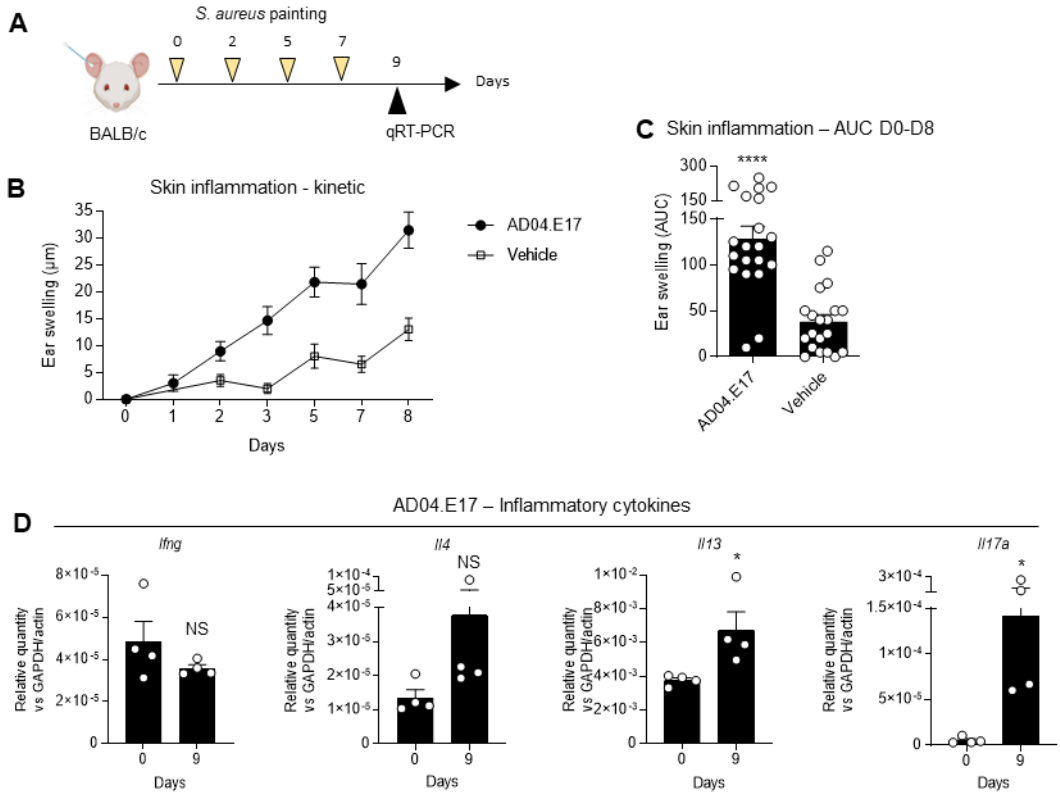 A
S. aureus painting
0 2 5 7 9
Days
BALB/c
qRT-PCR
B
Skin inflammation - kinetic
Ear swelling (µm)
35
30
25
20
15
10
5
0
0 1 2 3 5 7 8
Days
AD04.E17
Vehicle
C Skin inflammation – AUC D0-D8
Ear swelling (AUC)
****
300
150
150
100
50
0
AD04.E17
Vehicle
D
AD04.E17 – Inflammatory cytokines
Ifng
Relative quantity
vs GAPDH/actin
8×10⁻⁵
6×10⁻⁵
4×10⁻⁵
2×10⁻⁵
0
NS
0 9
Days
Il4
Relative quantity
vs GAPDH/actin
1×10⁻⁴
5×10⁻⁵
4×10⁻⁵
3×10⁻⁵
2×10⁻⁵
1×10⁻⁵
0
NS
0 9
Days
Il13
Relative quantity
vs GAPDH/actin
1×10⁻²
8×10⁻³
6×10⁻³
4×10⁻³
2×10⁻³
0
*
0 9
Days
Il17a
Relative quantity
vs GAPDH/actin
3×10⁻⁴
1.5×10⁻⁴
1×10⁻⁴
5×10⁻⁵
0
*
0 9
Days